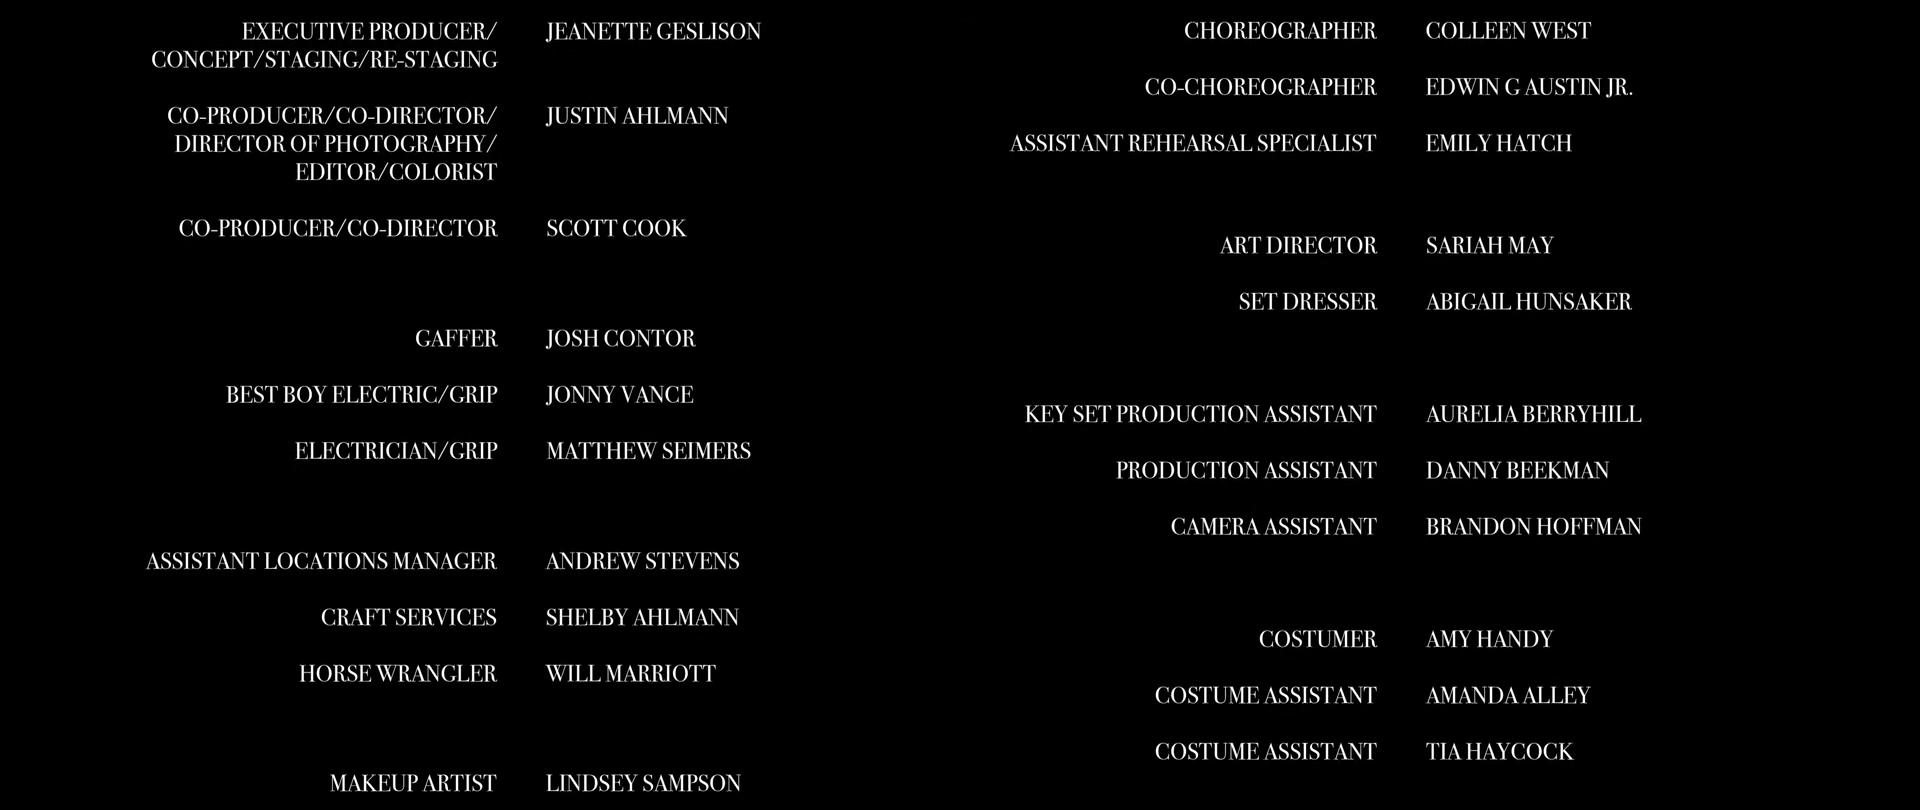 EXECUTIVE PRODUCER/ JEANETTE GESLISON
CONCEPT/STAGING/RE-STAGING
CO-PRODUCER/CO-DIRECTOR/ JUSTIN AHLMANN
DIRECTOR OF PHOTOGRAPHY/
EDITOR/COLORIST
CO-PRODUCER/CO-DIRECTOR SCOTT COOK
GAFFER JOSH CONTOR
BEST BOY ELECTRIC/GRIP JONNY VANCE
ELECTRICIAN/GRIP MATTHEW SEIMERS
ASSISTANT LOCATIONS MANAGER ANDREW STEVENS
CRAFT SERVICES SHELBY AHLMANN
HORSE WRANGLER WILL MARRIOTT
MAKEUP ARTIST LINDSEY SAMPSON
CHOREOGRAPHER COLLEEN WEST
CO-CHOREOGRAPHER EDWIN G AUSTIN JR.
ASSISTANT REHEARSAL SPECIALIST EMILY HATCH
ART DIRECTOR SARIAH MAY
SET DRESSER ABIGAIL HUNSAKER
KEY SET PRODUCTION ASSISTANT AURELIA BERRYHILL
PRODUCTION ASSISTANT DANNY BEEKMAN
CAMERA ASSISTANT BRANDON HOFFMAN
COSTUMER AMY HANDY
COSTUME ASSISTANT AMANDA ALLEY
COSTUME ASSISTANT TIA HAYCOCK